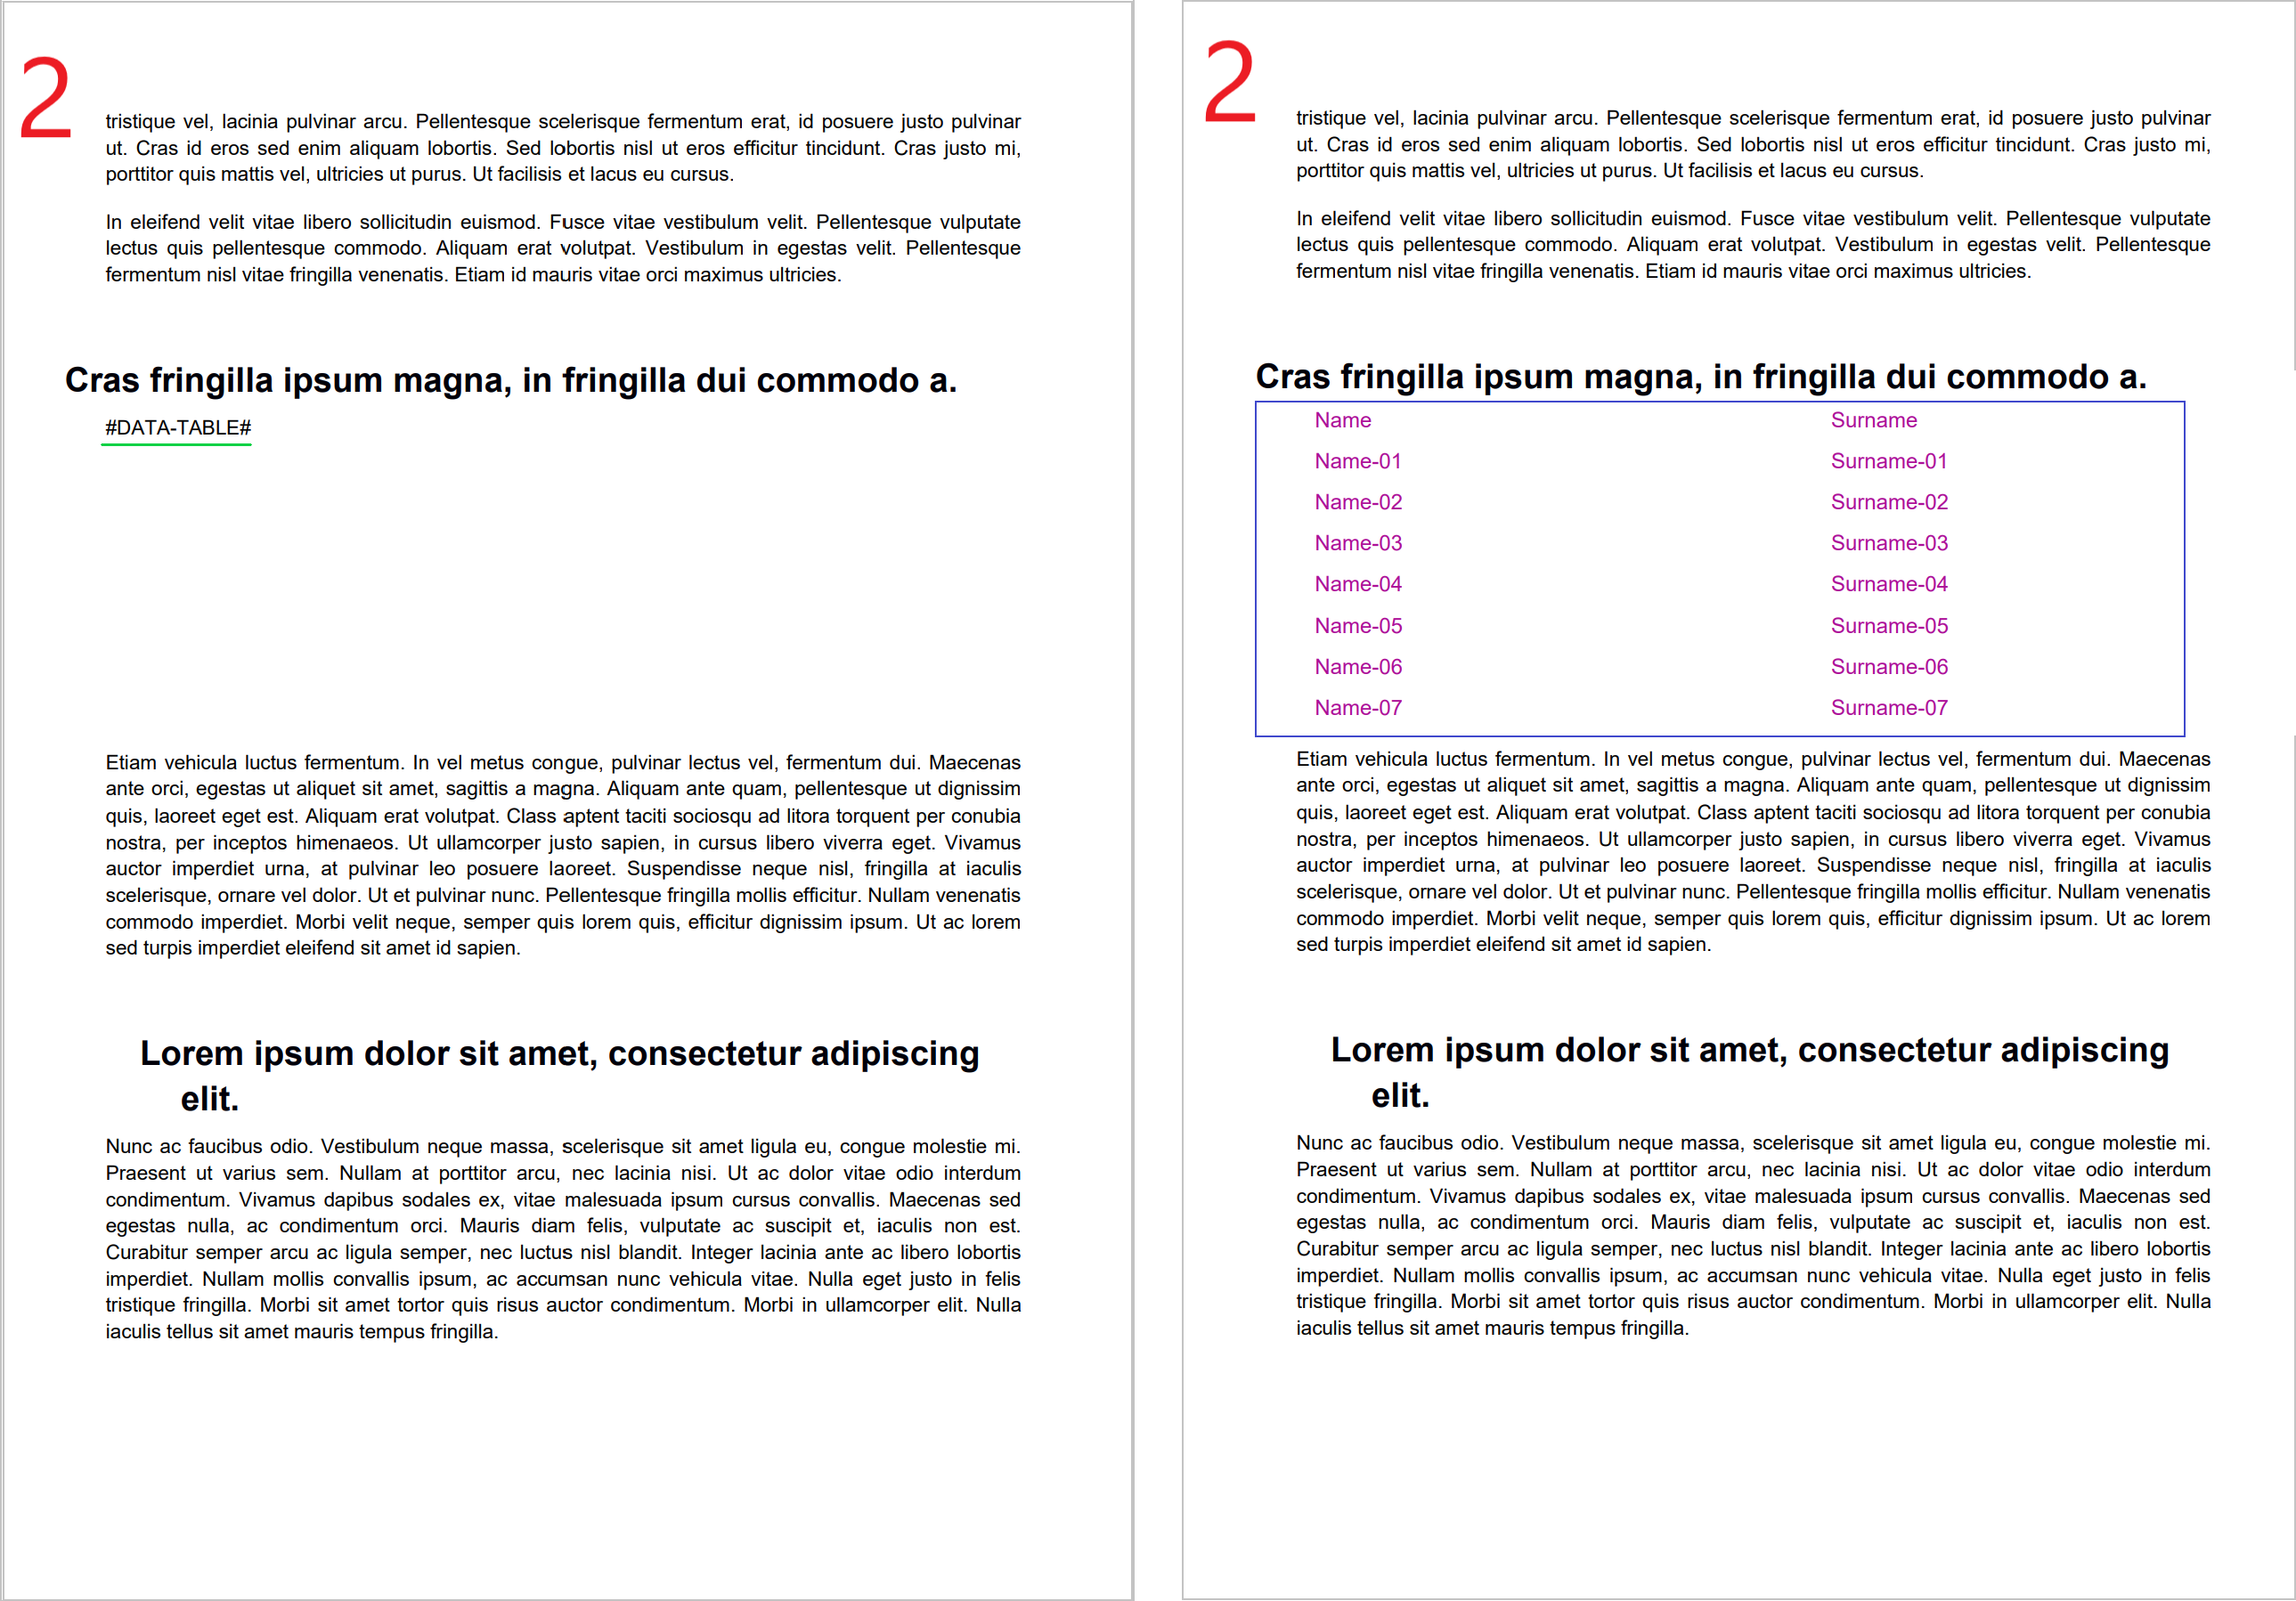 2
tristique vel, lacinia pulvinar arcu. Pellentesque scelerisque fermentum erat, id posuere justo pulvinar
ut. Cras id eros sed enim aliquam lobortis. Sed lobortis nisl ut eros efficitur tincidunt. Cras justo mi,
porttitor quis mattis vel, ultricies ut purus. Ut facilisis et lacus eu cursus.
In eleifend velit vitae libero sollicitudin euismod. Fusce vitae vestibulum velit. Pellentesque vulputate
lectus quis pellentesque commodo. Aliquam erat volutpat. Vestibulum in egestas velit. Pellentesque
fermentum nisl vitae fringilla venenatis. Etiam id mauris vitae orci maximus ultricies.
Cras fringilla ipsum magna, in fringilla dui commodo a.
#DATA-TABLE#
Etiam vehicula luctus fermentum. In vel metus congue, pulvinar lectus vel, fermentum dui. Maecenas
ante orci, egestas ut aliquet sit amet, sagittis a magna. Aliquam ante quam, pellentesque ut dignissim
quis, laoreet eget est. Aliquam erat volutpat. Class aptent taciti sociosqu ad litora torquent per conubia
nostra, per inceptos himenaeos. Ut ullamcorper justo sapien, in cursus libero viverra eget. Vivamus
auctor imperdiet urna, at pulvinar leo posuere laoreet. Suspendisse neque nisl, fringilla at iaculis
scelerisque, ornare vel dolor. Ut et pulvinar nunc. Pellentesque fringilla mollis efficitur. Nullam venenatis
commodo imperdiet. Morbi velit neque, semper quis lorem quis, efficitur dignissim ipsum. Ut ac lorem
sed turpis imperdiet eleifend sit amet id sapien.
Lorem ipsum dolor sit amet, consectetur adipiscing
elit.
Nunc ac faucibus odio. Vestibulum neque massa, scelerisque sit amet ligula eu, congue molestie mi.
Praesent ut varius sem. Nullam at porttitor arcu, nec lacinia nisi. Ut ac dolor vitae odio interdum
condimentum. Vivamus dapibus sodales ex, vitae malesuada ipsum cursus convallis. Maecenas sed
egestas nulla, ac condimentum orci. Mauris diam felis, vulputate ac suscipit et, iaculis non est.
Curabitur semper arcu ac ligula semper, nec luctus nisl blandit. Integer lacinia ante ac libero lobortis
imperdiet. Nullam mollis convallis ipsum, ac accumsan nunc vehicula vitae. Nulla eget justo in felis
tristique fringilla. Morbi sit amet tortor quis risus auctor condimentum. Morbi in ullamcorper elit. Nulla
iaculis tellus sit amet mauris tempus fringilla.
2
tristique vel, lacinia pulvinar arcu. Pellentesque scelerisque fermentum erat, id posuere justo pulvinar
ut. Cras id eros sed enim aliquam lobortis. Sed lobortis nisl ut eros efficitur tincidunt. Cras justo mi,
porttitor quis mattis vel, ultricies ut purus. Ut facilisis et lacus eu cursus.
In eleifend velit vitae libero sollicitudin euismod. Fusce vitae vestibulum velit. Pellentesque vulputate
lectus quis pellentesque commodo. Aliquam erat volutpat. Vestibulum in egestas velit. Pellentesque
fermentum nisl vitae fringilla venenatis. Etiam id mauris vitae orci maximus ultricies.
Cras fringilla ipsum magna, in fringilla dui commodo a.
Name Surname
Name-01 Surname-01
Name-02 Surname-02
Name-03 Surname-03
Name-04 Surname-04
Name-05 Surname-05
Name-06 Surname-06
Name-07 Surname-07
Etiam vehicula luctus fermentum. In vel metus congue, pulvinar lectus vel, fermentum dui. Maecenas
ante orci, egestas ut aliquet sit amet, sagittis a magna. Aliquam ante quam, pellentesque ut dignissim
quis, laoreet eget est. Aliquam erat volutpat. Class aptent taciti sociosqu ad litora torquent per conubia
nostra, per inceptos himenaeos. Ut ullamcorper justo sapien, in cursus libero viverra eget. Vivamus
auctor imperdiet urna, at pulvinar leo posuere laoreet. Suspendisse neque nisl, fringilla at iaculis
scelerisque, ornare vel dolor. Ut et pulvinar nunc. Pellentesque fringilla mollis efficitur. Nullam venenatis
commodo imperdiet. Morbi velit neque, semper quis lorem quis, efficitur dignissim ipsum. Ut ac lorem
sed turpis imperdiet eleifend sit amet id sapien.
Lorem ipsum dolor sit amet, consectetur adipiscing
elit.
Nunc ac faucibus odio. Vestibulum neque massa, scelerisque sit amet ligula eu, congue molestie mi.
Praesent ut varius sem. Nullam at porttitor arcu, nec lacinia nisi. Ut ac dolor vitae odio interdum
condimentum. Vivamus dapibus sodales ex, vitae malesuada ipsum cursus convallis. Maecenas sed
egestas nulla, ac condimentum orci. Mauris diam felis, vulputate ac suscipit et, iaculis non est.
Curabitur semper arcu ac ligula semper, nec luctus nisl blandit. Integer lacinia ante ac libero lobortis
imperdiet. Nullam mollis convallis ipsum, ac accumsan nunc vehicula vitae. Nulla eget justo in felis
tristique fringilla. Morbi sit amet tortor quis risus auctor condimentum. Morbi in ullamcorper elit. Nulla
iaculis tellus sit amet mauris tempus fringilla.